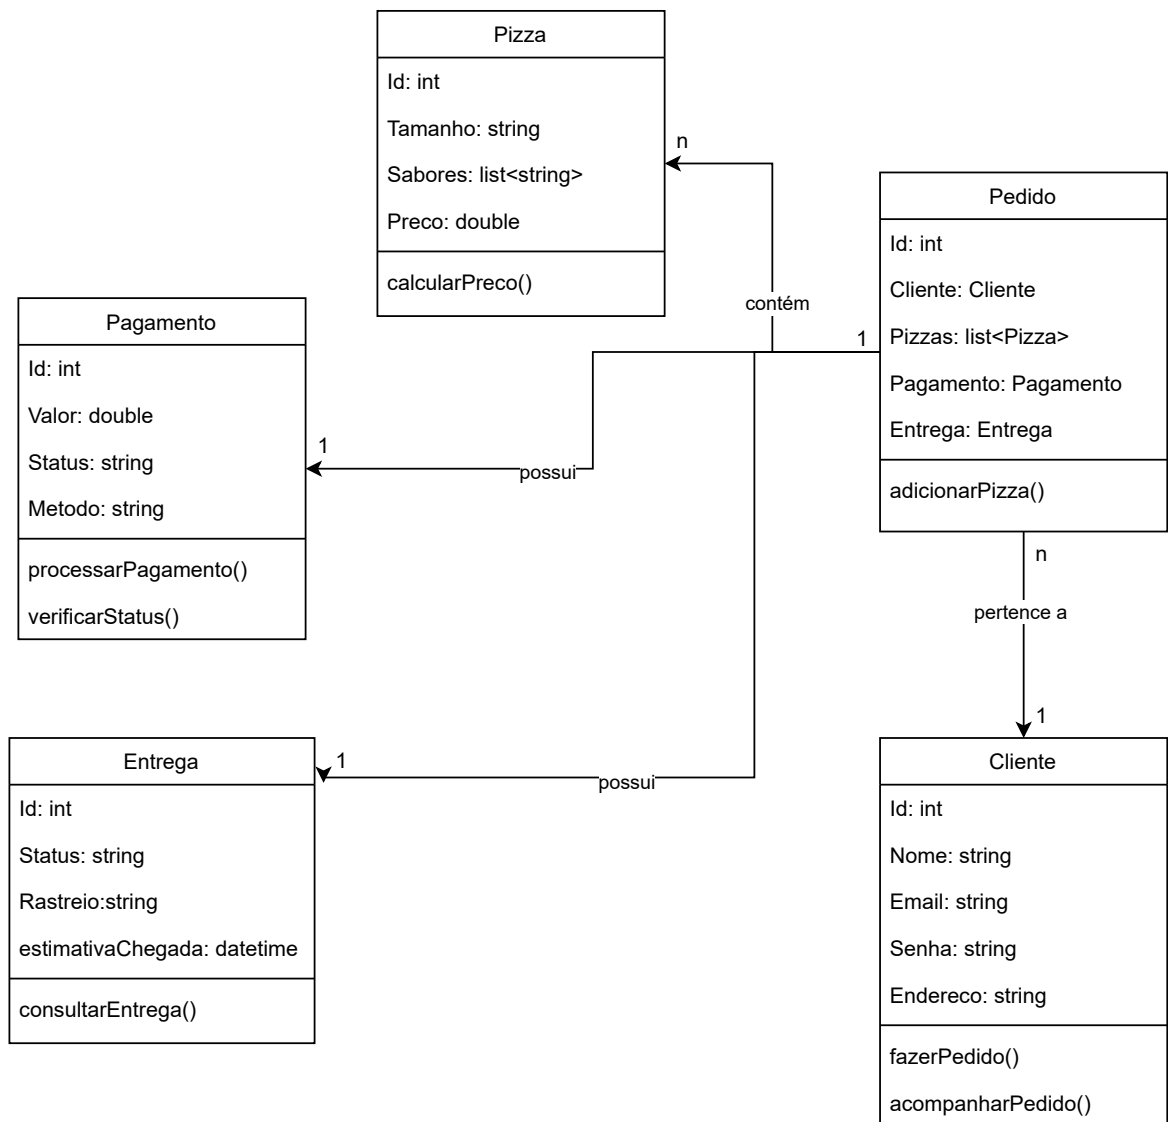 Pizza
Id: int
Tamanho: string
Sabores: list<string>
Preco: double
calcularPreco()
n
contém
1
Pedido
Id: int
Cliente: Cliente
Pizzas: list<Pizza>
Pagamento: Pagamento
Entrega: Entrega
adicionarPizza()
Pagamento
Id: int
Valor: double
Status: string
Metodo: string
processarPagamento()
verificarStatus()
1
possui
n
pertence a
1
Entrega
Id: int
Status: string
Rastreio:string
estimativaChegada: datetime
consultarEntrega()
1
possui
Cliente
Id: int
Nome: string
Email: string
Senha: string
Endereco: string
fazerPedido()
acompanharPedido()